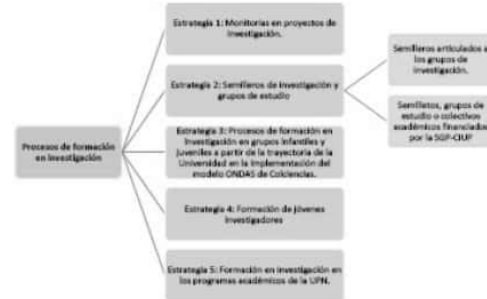 Estrategia 1: Monitorías en proyectos de
investigación.
Estrategia 2: Semilleros de investigación y
grupos de estudio
Semilleros articulados a
los grupos de
investigación.
Semilleros, grupos de
estudio o colectivos
académicos financiados
por la SGP-CIUP
Procesos de formación
en investigación
Estrategia 3: Procesos de formación en
Investigación en grupos infantiles y
juveniles a partir de la trayectoria de la
Universidad en la Implementación del
modelo ONDAS de Colciencias.
Estrategia 4: Formación de jóvenes
investigadores
Estrategia 5: Formación en investigación en
los programas académicos de la UPN.